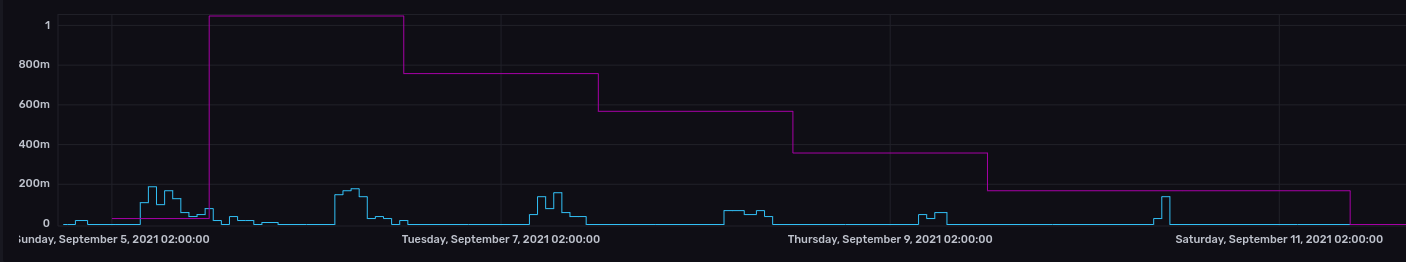 1
800m
600m
400m
200m
0
unday, September 5, 2021 02:00:00
Tuesday, September 7, 2021 02:00:00
Thursday, September 9, 2021 02:00:00
Saturday, September 11, 2021 02:00:00